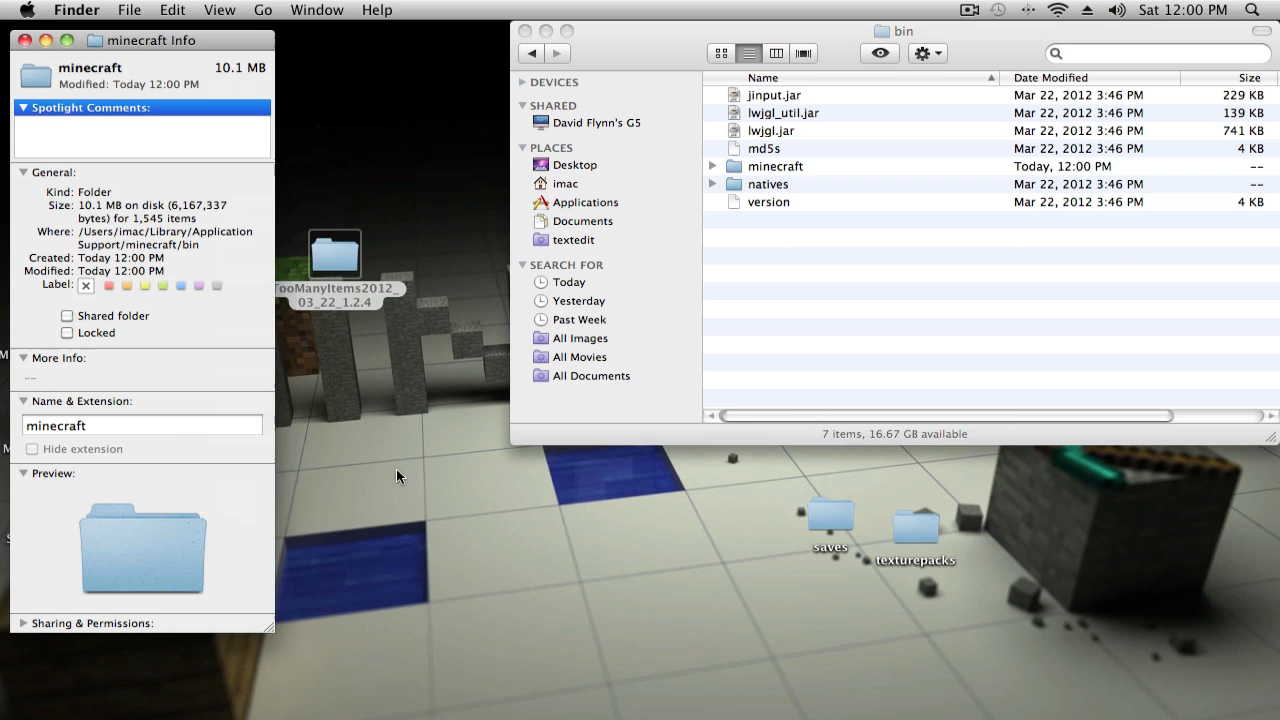 Finder File Edit View Go Window Help Sat 12:00 PM
minecraft Info
minecraft 10.1 MB
Modified: Today 12:00 PM
Spotlight Comments:
General:
Kind: Folder
Size: 10.1 MB on disk (6,167,337
bytes) for 1,545 items
Where: /Users/imac/Library/Application
Support/minecraft/bin
Created: Today 12:00 PM
Modified: Today 12:00 PM
Label:
Shared folder
Locked
More Info:
--
Name & Extension:
minecraft
Hide extension
Preview:
Sharing & Permissions:
TooManyItems2012_
03_22_1.2.4
bin
DEVICES
SHARED
David Flynn's G5
PLACES
Desktop
imac
Applications
Documents
textedit
SEARCH FOR
Today
Yesterday
Past Week
All Images
All Movies
All Documents
Name Date Modified Size
jinput.jar Mar 22, 2012 3:46 PM 229 KB
lwjgl_util.jar Mar 22, 2012 3:46 PM 139 KB
lwjgl.jar Mar 22, 2012 3:46 PM 741 KB
md5s Mar 22, 2012 3:46 PM 4 KB
minecraft Today, 12:00 PM --
natives Mar 22, 2012 3:46 PM --
version Mar 22, 2012 3:46 PM 4 KB
7 items, 16.67 GB available
saves
texturepacks